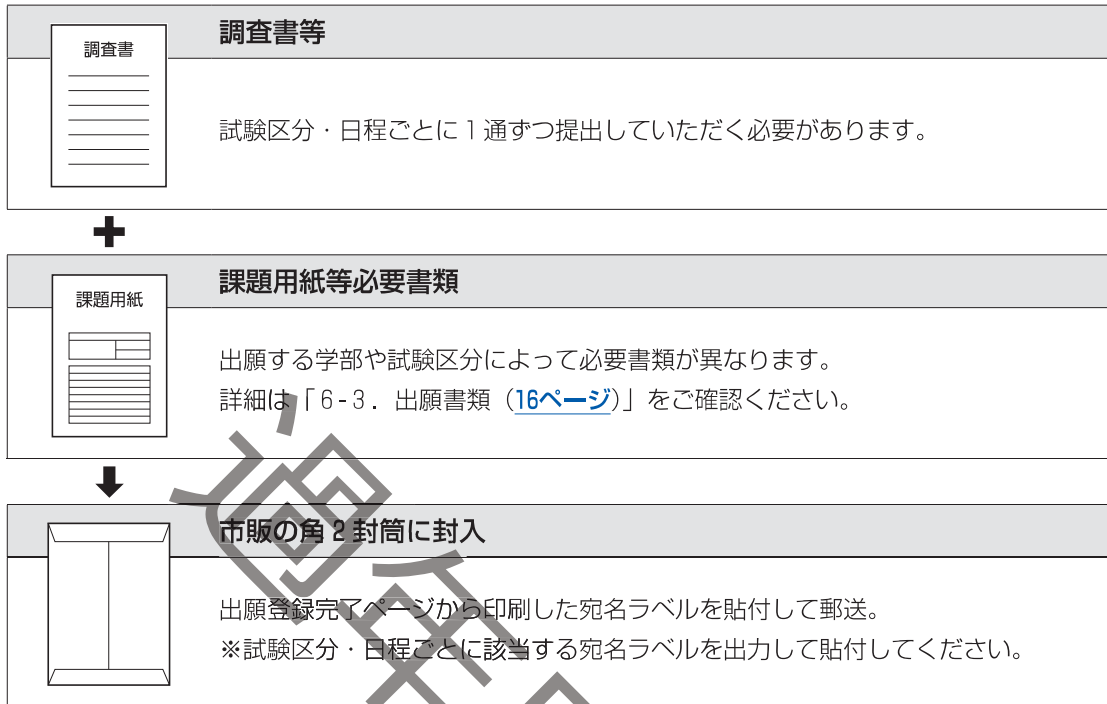 調査書等
調査書
試験区分・日程ごとに1通ずつ提出していただく必要があります。
課題用紙等必要書類
課題用紙
出願する学部や試験区分によって必要書類が異なります。
詳細は「6-3．出願書類（16ページ）」をご確認ください。
市販の角2封筒に封入
出願登録完了ページから印刷した宛名ラベルを貼付して郵送。
※試験区分・日程ごとに該当する宛名ラベルを出力して貼付してください。
過年